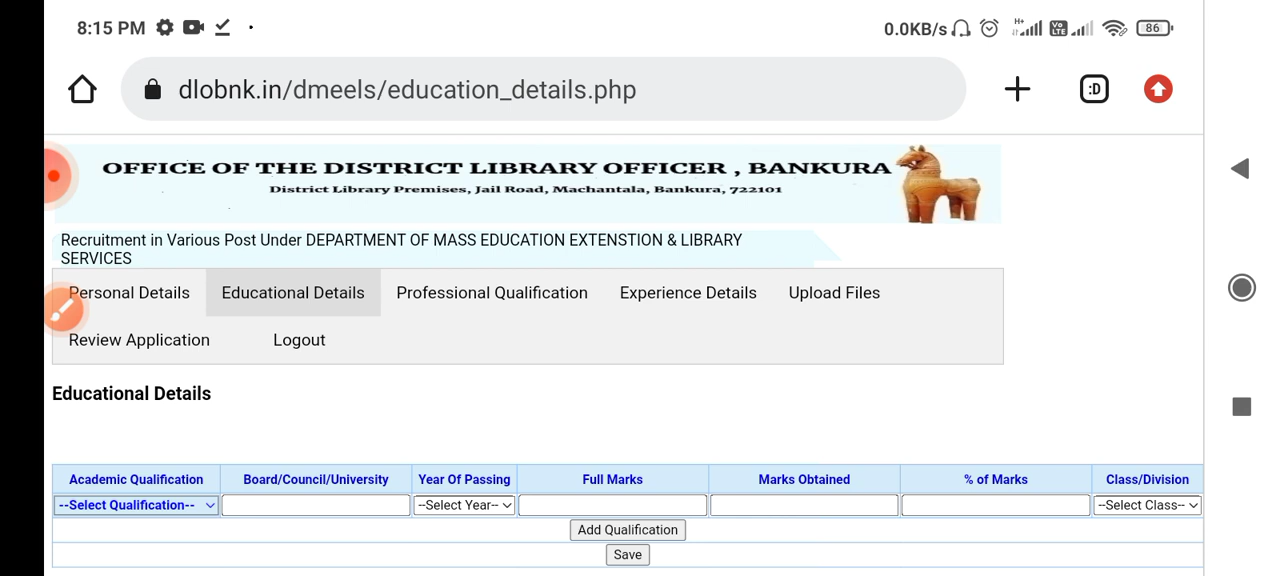 8:15 PM
0.0KB/s H+ Vo LTE 86
dlobnk.in/dmeels/education_details.php
:D
OFFICE OF THE DISTRICT LIBRARY OFFICER , BANKURA
District Library Premises, Jail Road, Machantala, Bankura, 722101
Recruitment in Various Post Under DEPARTMENT OF MASS EDUCATION EXTENSTION & LIBRARY
SERVICES
Personal Details Educational Details Professional Qualification Experience Details Upload Files
Review Application Logout
Educational Details
Academic Qualification Board/Council/University Year Of Passing Full Marks Marks Obtained % of Marks Class/Division
--Select Qualification-- --Select Year-- --Select Class--
Add Qualification
Save